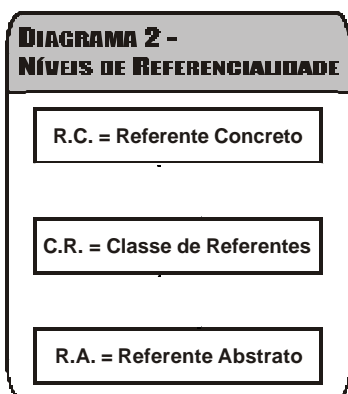 DIAGRAMA 2 -
NÍVEIS DE REFERENCIALIDADE
R.C. = Referente Concreto
C.R. = Classe de Referentes
R.A. = Referente Abstrato